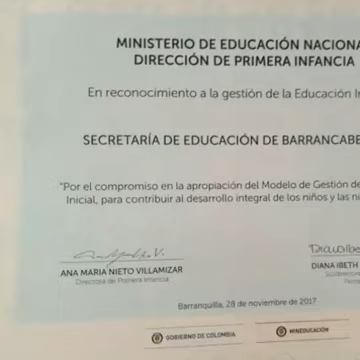 MINISTERIO DE EDUCACIÓN NACIONA
DIRECCIÓN DE PRIMERA INFANCIA
En reconocimiento a la gestión de la Educación I
SECRETARÍA DE EDUCACIÓN DE BARRANCABE
"Por el compromiso en la apropiación del Modelo de Gestión de
Inicial, para contribuir al desarrollo integral de los niños y las ni
ANA MARIA NIETO VILLAMIZAR
Directora de Primera Infancia
DIANA IBETH
Barranquilla, 28 de noviembre de 2017
GOBIERNO DE COLOMBIA
MINEDUCACIÓN